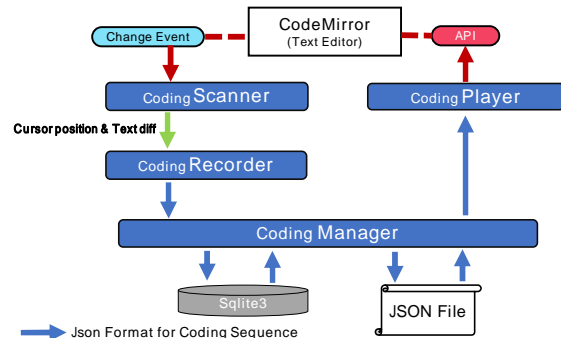 CodeMirror
(Text Editor)
Change Event
API
Coding Scanner
Coding Player
Cursor position & Text diff
Coding Recorder
Coding Manager
Sqlite3
JSON File
Json Format for Coding Sequence